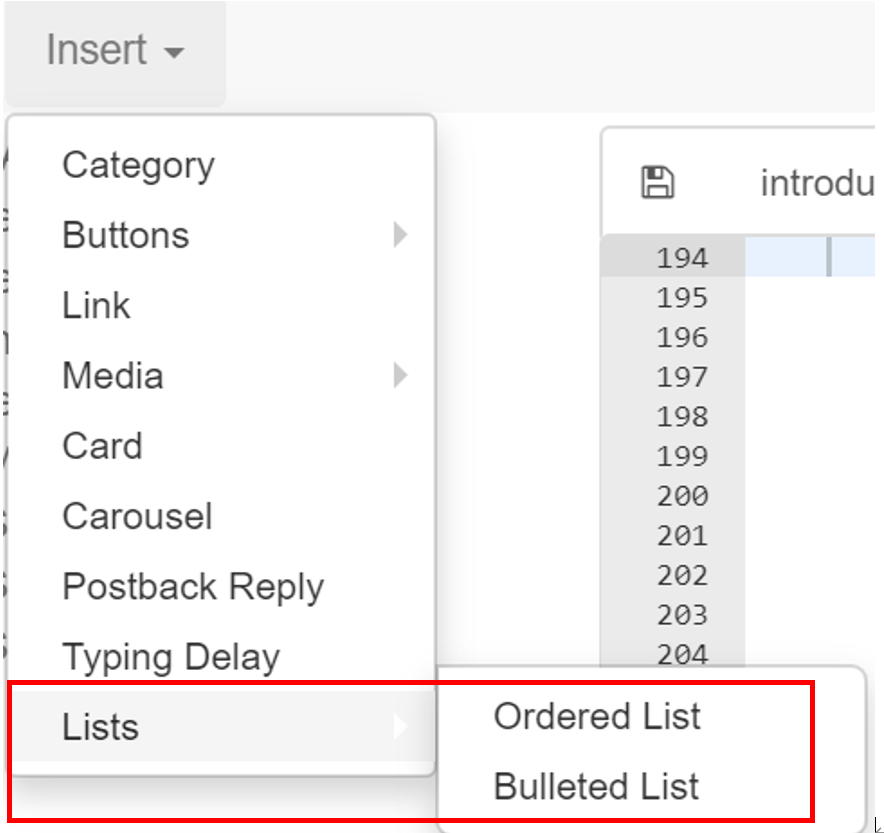 Insert
Category
Buttons
Link
Media
Card
Carousel
Postback Reply
Typing Delay
Lists
Ordered List
Bulleted List
introdu
194
195
196
197
198
199
200
201
202
203
204